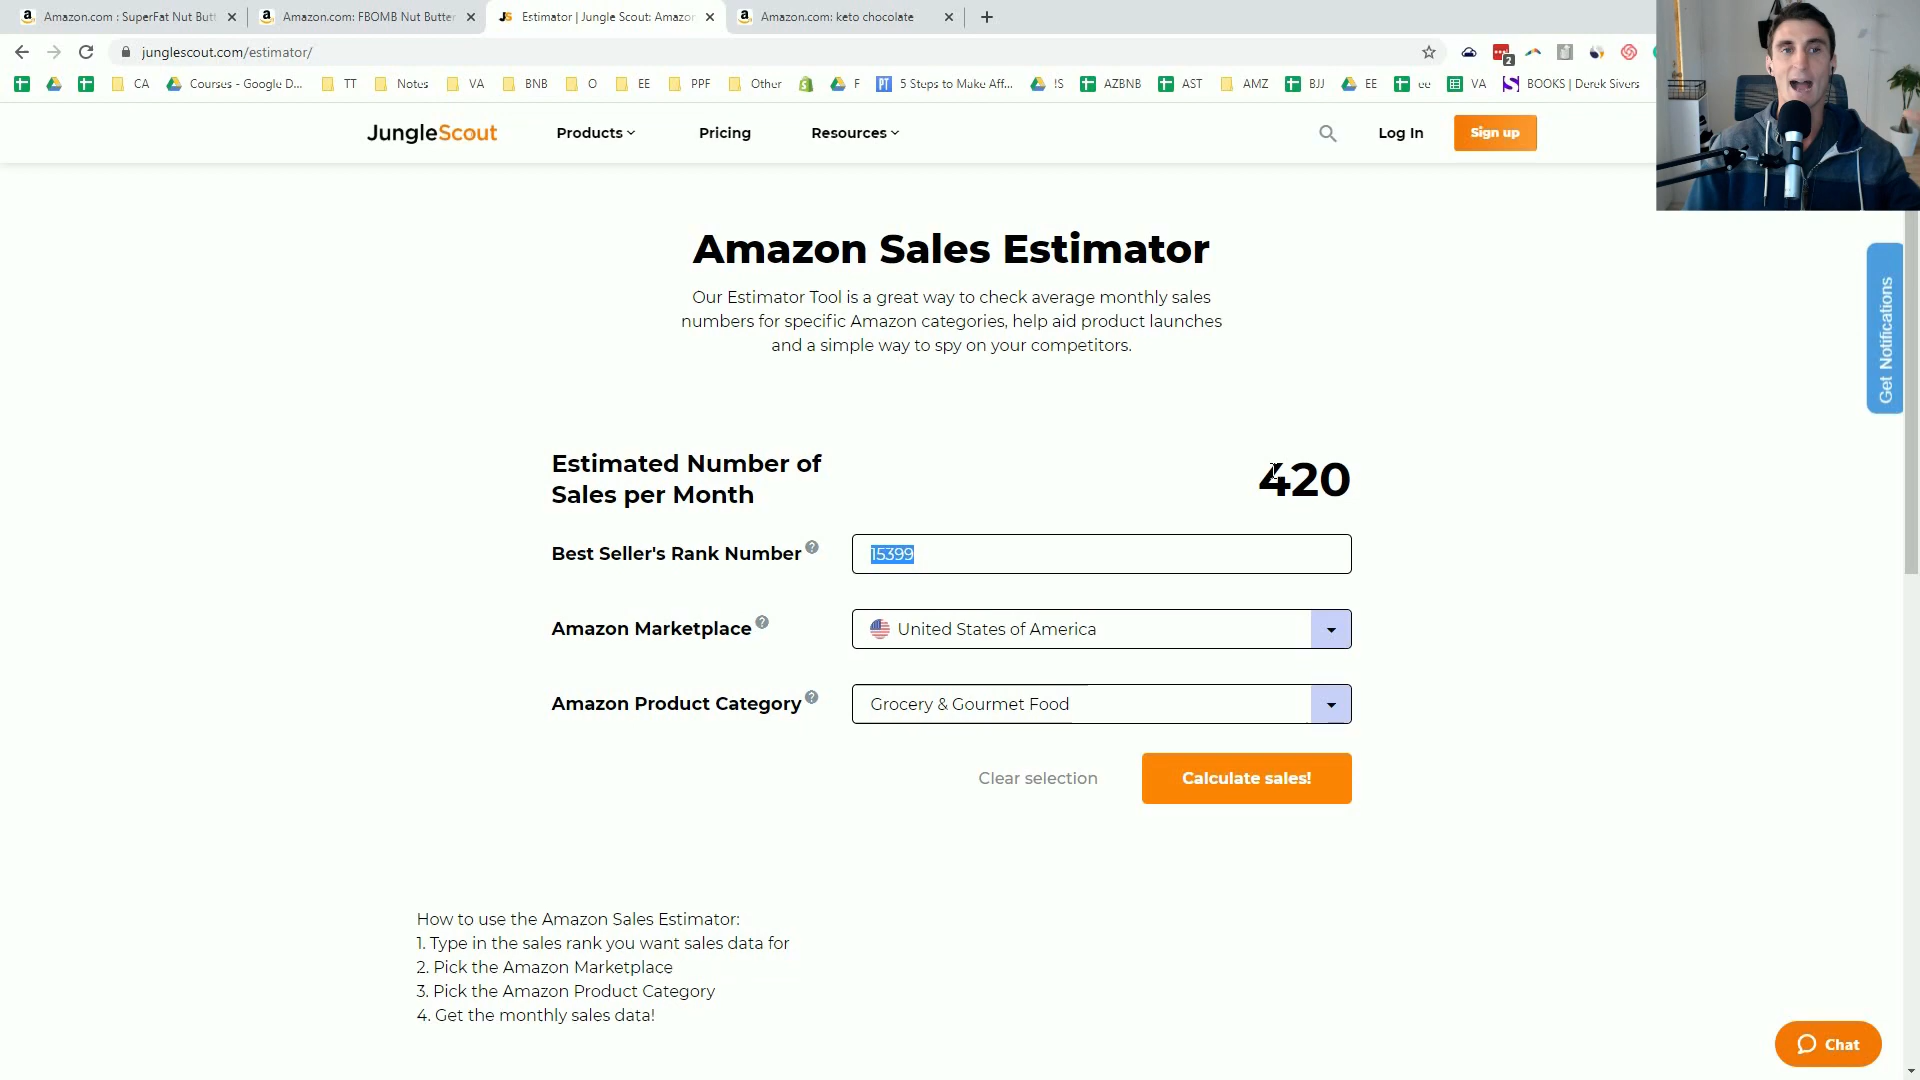 Amazon.com : SuperFat Nut Butt
Amazon.com: FBOMB Nut Butter
Estimator | Jungle Scout: Amazon
Amazon.com: keto chocolate
junglescout.com/estimator/
2
CA
Courses - Google D...
TT
Notes
VA
BNB
O
EE
PPF
Other
F
5 Steps to Make Aff...
!S
AZBNB
AST
AMZ
BJJ
EE
ee
VA
BOOKS | Derek Sivers
JungleScout
Products
Pricing
Resources
Log In
Sign up
Amazon Sales Estimator
Our Estimator Tool is a great way to check average monthly sales
numbers for specific Amazon categories, help aid product launches
and a simple way to spy on your competitors.
Get Notifications
Estimated Number of
Sales per Month
420
Best Seller's Rank Number ?
15399
Amazon Marketplace ?
United States of America
Amazon Product Category ?
Grocery & Gourmet Food
Clear selection
Calculate sales!
How to use the Amazon Sales Estimator:
1. Type in the sales rank you want sales data for
2. Pick the Amazon Marketplace
3. Pick the Amazon Product Category
4. Get the monthly sales data!
Chat